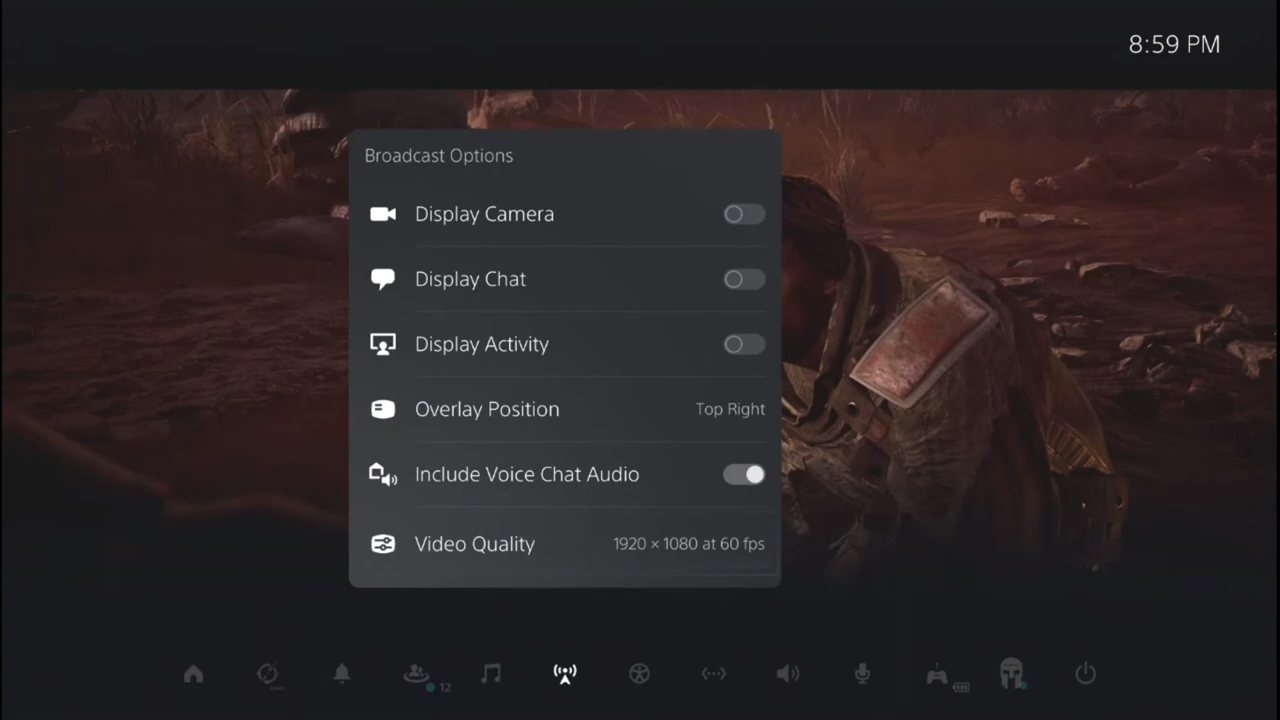 8:59 PM
Broadcast Options
Display Camera
Display Chat
Display Activity
Overlay Position Top Right
Include Voice Chat Audio
Video Quality 1920 × 1080 at 60 fps
12